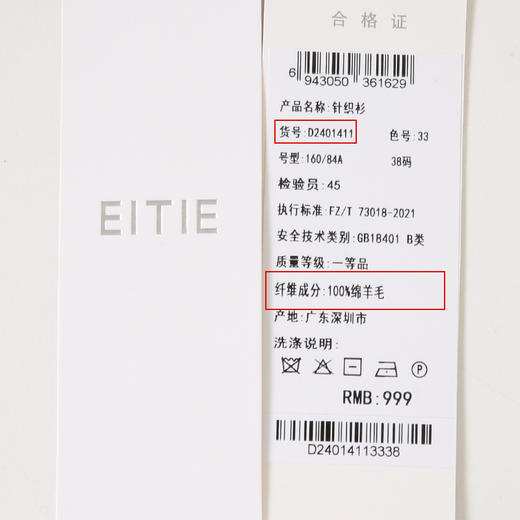 EITIE
合格证
6 943050 361629
产品名称:针织衫
货号:D2401411 色号:33
号型:160/84A 38码
检验员:45
执行标准:FZ/T 73018-2021
安全技术类别:GB18401 B类
质量等级:一等品
纤维成分:100%绵羊毛
产地:广东深圳市
洗涤说明:
P
RMB:999
D24014113338